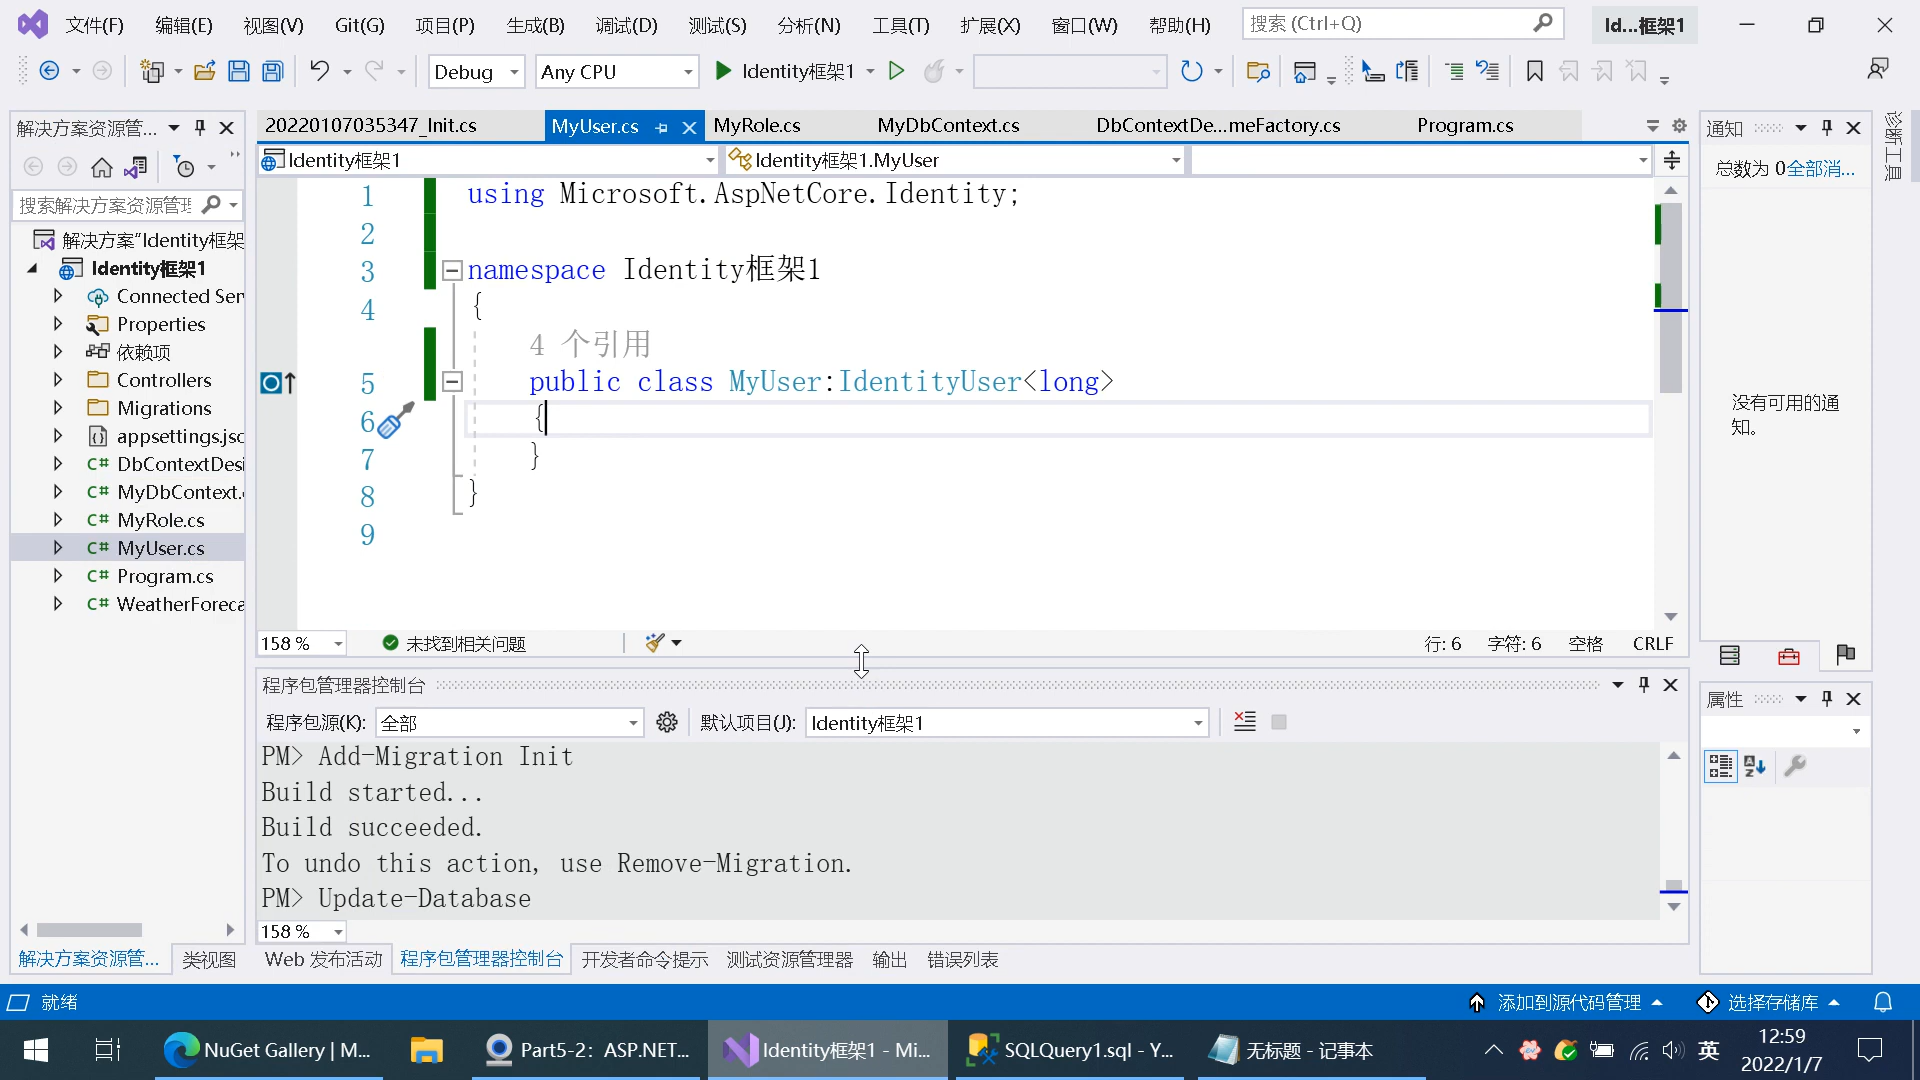 文件(F) 编辑(E) 视图(V) Git(G) 项目(P) 生成(B) 调试(D) 测试(S) 分析(N) 工具(T) 扩展(X) 窗口(W) 帮助(H) 搜索 (Ctrl+Q) Id...框架1
Debug Any CPU Identity框架1
解决方案资源管...
20220107035347_Init.cs MyUser.cs MyRole.cs MyDbContext.cs DbContextDe...meFactory.cs Program.cs
Identity框架1 Identity框架1.MyUser
搜索解决方案资源管理
解决方案"Identity框架
Identity框架1
Connected Ser
Properties
依赖项
Controllers
Migrations
appsettings.jsc
DbContextDesi
MyDbContext.
C# MyRole.cs
C# MyUser.cs
C# Program.cs
C# WeatherForeca
解决方案资源管... 类视图
1 using Microsoft.AspNetCore.Identity;
2
3 namespace Identity框架1
4 {
4 个引用
5 public class MyUser:IdentityUser<long>
6 {
7 }
8 }
9
158 % 未找到相关问题 行: 6 字符: 6 空格 CRLF
程序包管理器控制台
程序包源(K): 全部 默认项目(J): Identity框架1
PM> Add-Migration Init
Build started...
Build succeeded.
To undo this action, use Remove-Migration.
PM> Update-Database
158 %
Web 发布活动 程序包管理器控制台 开发者命令提示 测试资源管理器 输出 错误列表
通知
总数为 0全部消...
没有可用的通
知。
属性
诊断工具
就绪 添加到源代码管理 选择存储库
NuGet Gallery | M... Part5-2：ASP.NET... Identity框架1 - Mi... SQLQuery1.sql - Y... 无标题 - 记事本 英 12:59
2022/1/7